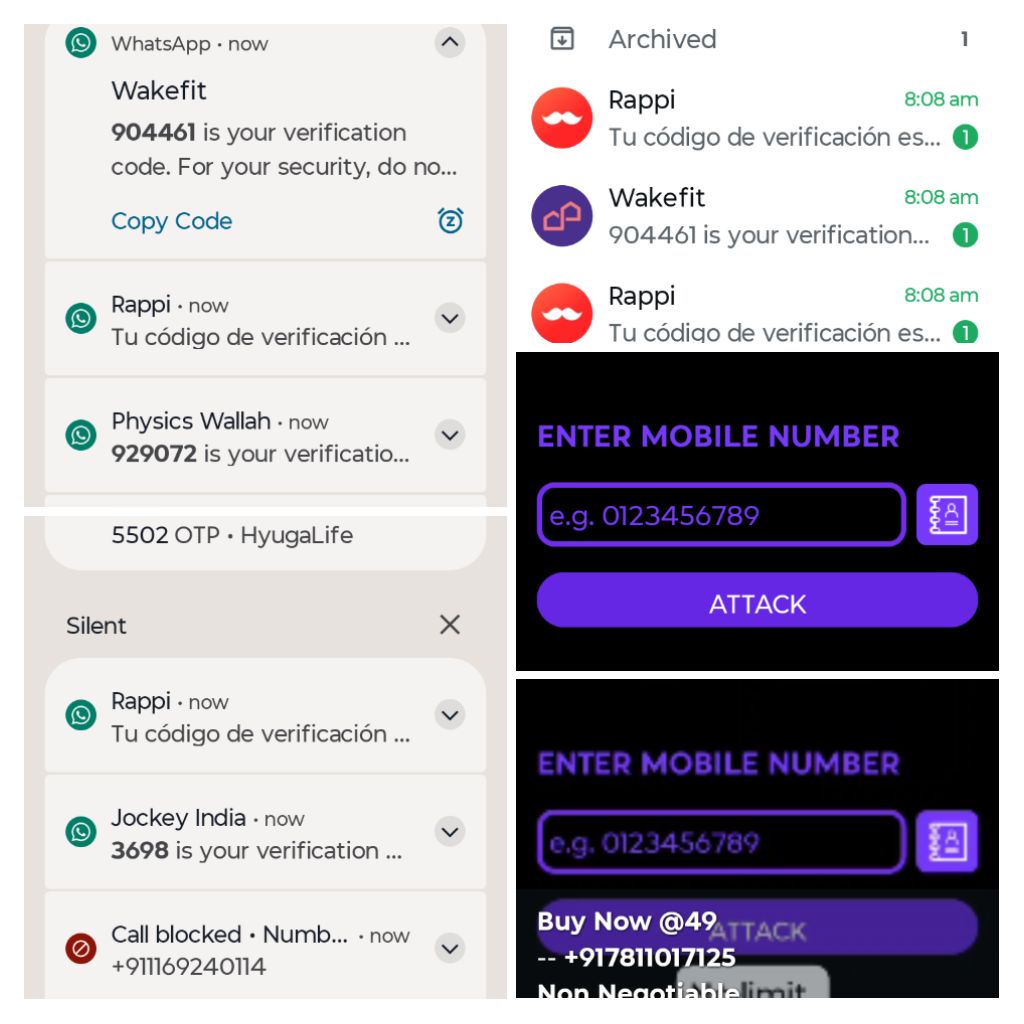 WhatsApp • now
Wakefit
904461 is your verification
code. For your security, do no...
Copy Code
Rappi • now
Tu código de verificación ...
Physics Wallah • now
929072 is your verificatio...
5502 OTP • HyugaLife
Silent
Rappi • now
Tu código de verificación ...
Jockey India • now
3698 is your verification ...
Call blocked • Numb... • now
+911169240114
Archived 1
Rappi 8:08 am
Tu código de verificación es... 1
Wakefit 8:08 am
904461 is your verification... 1
Rappi 8:08 am
Tu código de verificación es... 1
ENTER MOBILE NUMBER
e.g. 0123456789
ATTACK
ENTER MOBILE NUMBER
e.g. 0123456789
Buy Now @49
ATTACK
-- +917811017125
Non Negotiable
limit